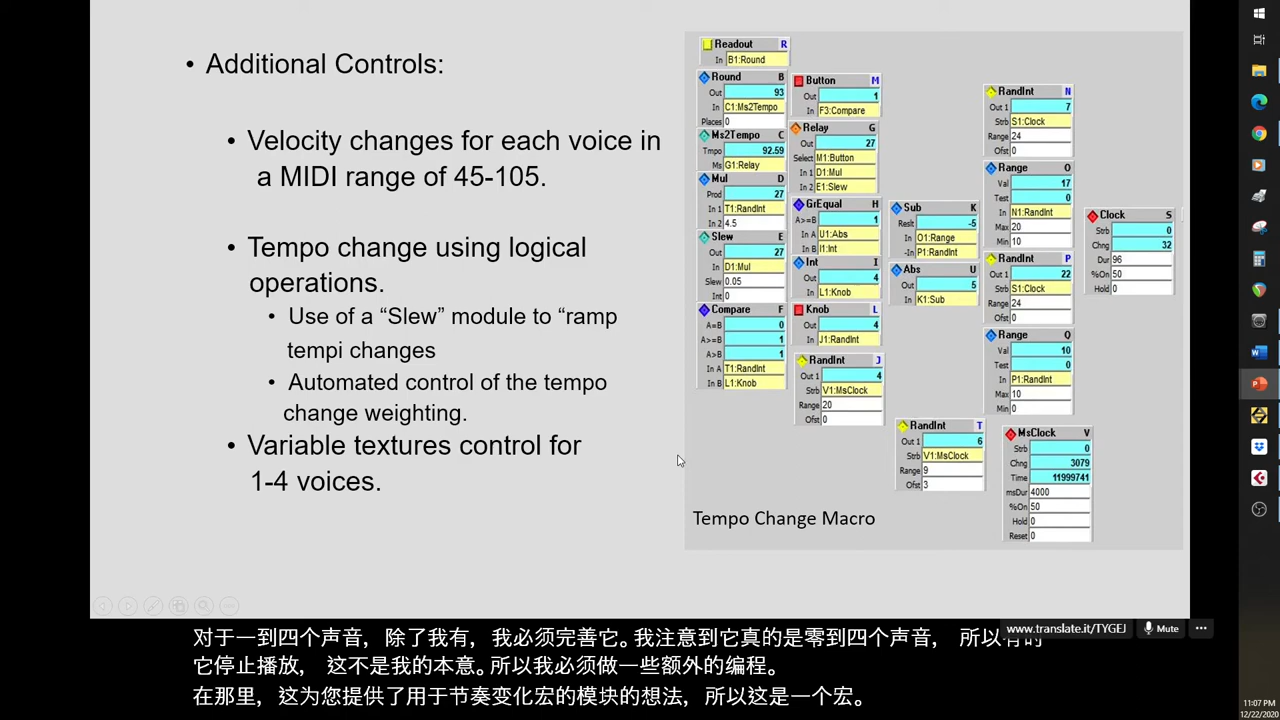 • Additional Controls:
• Velocity changes for each voice in
a MIDI range of 45-105.
• Tempo change using logical
operations.
• Use of a “Slew” module to “ramp
tempi changes
• Automated control of the tempo
change weighting.
• Variable textures control for
1-4 voices.
Readout R
In B1:Round
Round B
Out 93
In C1:Ms2Tempo
Places 0
Ms2Tempo C
Tmpo 92.59
Ms G1:Relay
Mul D
Prod 27
In 1 T1:RandInt
In 2 4.5
Slew E
Out 27
In D1:Mul
Slew 0.05
Int 0
Compare F
A=B 0
A>=B 1
A>B 1
In A T1:RandInt
In B L1:Knob
Button M
Out 1
In F3:Compare
Relay G
Out 27
Select M1:Button
In 1 D1:Mul
In 2 E1:Slew
GrEqual H
A>=B 1
In A U1:Abs
In B I1:Int
Int I
Out 4
In L1:Knob
Knob L
Out 4
In J1:RandInt
RandInt J
Out 1 4
Strb V1:MsClock
Range 20
Ofst 0
Sub K
Reslt -5
In O1:Range
-In P1:RandInt
Abs U
Out 5
In K1:Sub
RandInt T
Out 1 6
Strb V1:MsClock
Range 9
Ofst 3
RandInt N
Out 1 7
Strb S1:Clock
Range 24
Ofst 0
Range O
Val 17
Test 0
In N1:RandInt
Max 20
Min 10
RandInt P
Out 1 22
Strb S1:Clock
Range 24
Ofst 0
Range Q
Val 10
Test 0
In P1:RandInt
Max 10
Min 0
MsClock V
Strb 0
Chng 3079
Time 11999741
msDur 4000
%On 50
Hold 0
Reset 0
Clock S
Strb 0
Chng 32
Dur 96
%On 50
Hold 0
Tempo Change Macro
对于一到四个声音，除了我有，我必须完善它。我注意到它真的是零到四个声音，所以有时
它停止播放，这不是我的本意。所以我必须做一些额外的编程。
在那里，这为您提供了用于节奏变化宏的模块的想法，所以这是一个宏。
www.translate.it/TYGEJ Mute
11:07 PM
12/22/2020